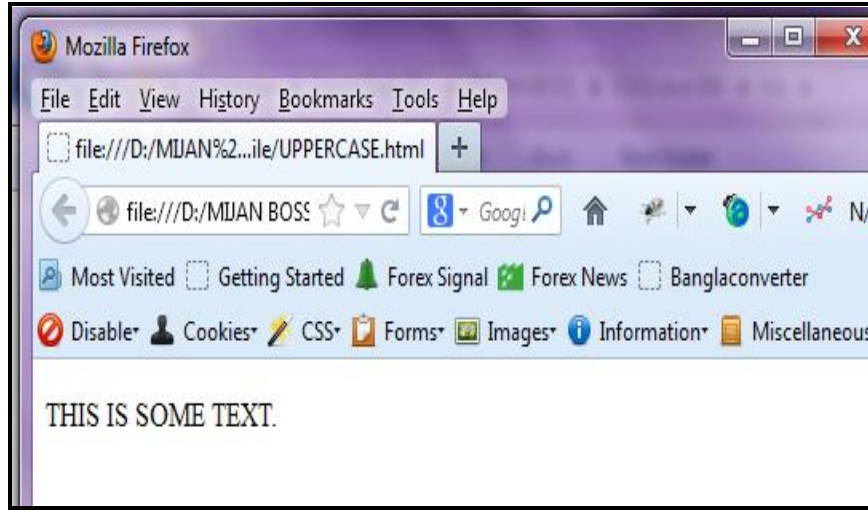 Mozilla Firefox
File Edit View History Bookmarks Tools Help
file:///D:/MIJAN%2...ile/UPPERCASE.html +
file:///D:/MIJAN BOSS Googl N/
Most Visited Getting Started Forex Signal Forex News Banglaconverter
Disable Cookies CSS Forms Images Information Miscellaneous
THIS IS SOME TEXT.